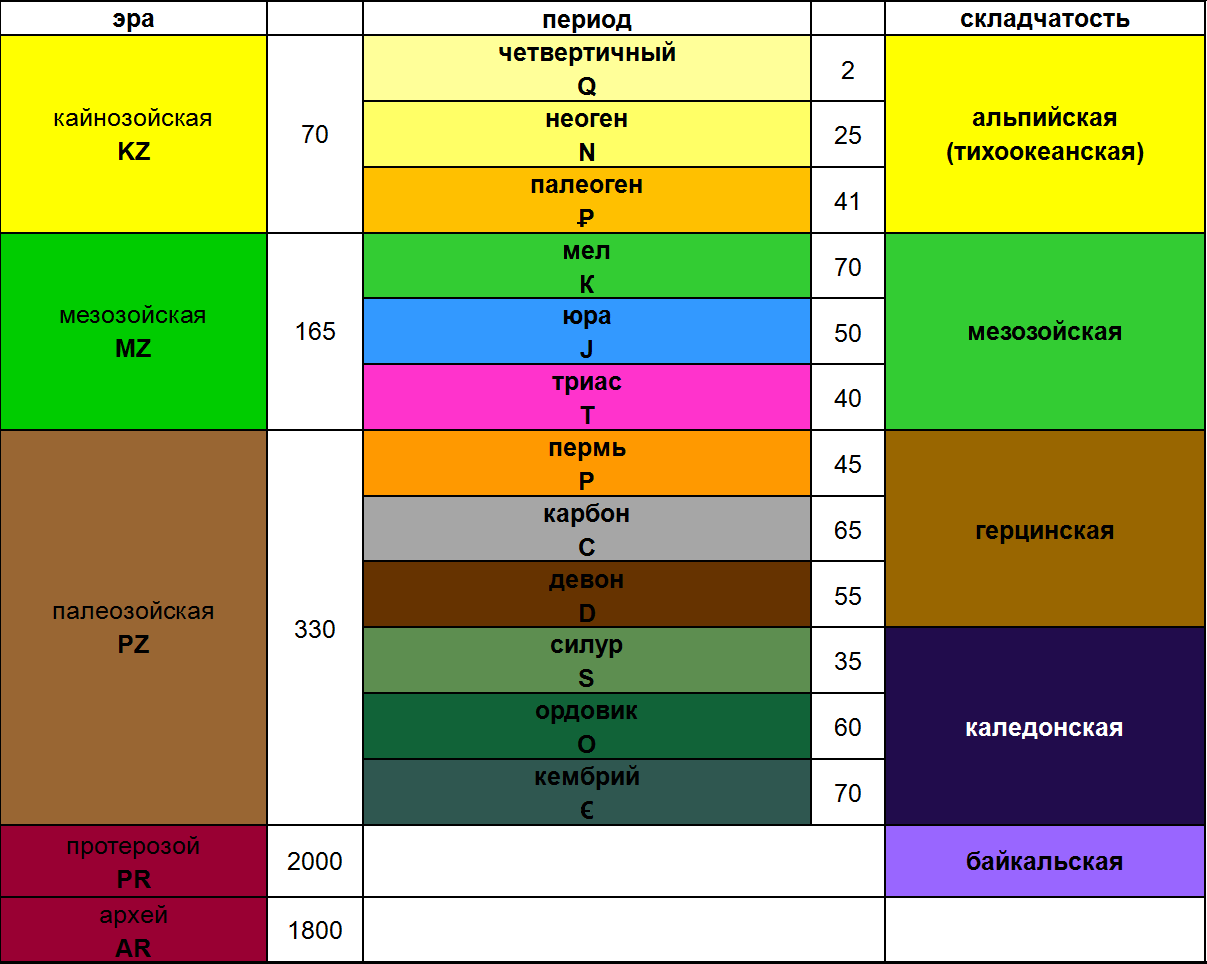 эра период складчатость
кайнозойская
KZ
70
четвертичный
Q
2
неоген
N
25
палеоген
₽
41
альпийская
(тихоокеанская)
мезозойская
MZ
165
мел
K
70
юра
J
50
триас
T
40
мезозойская
палеозойская
PZ
330
пермь
P
45
карбон
C
65
девон
D
55
герцинская
силур
S
35
ордовик
O
60
кембрий
Є
70
каледонская
протерозой
PR
2000
байкальская
архей
AR
1800